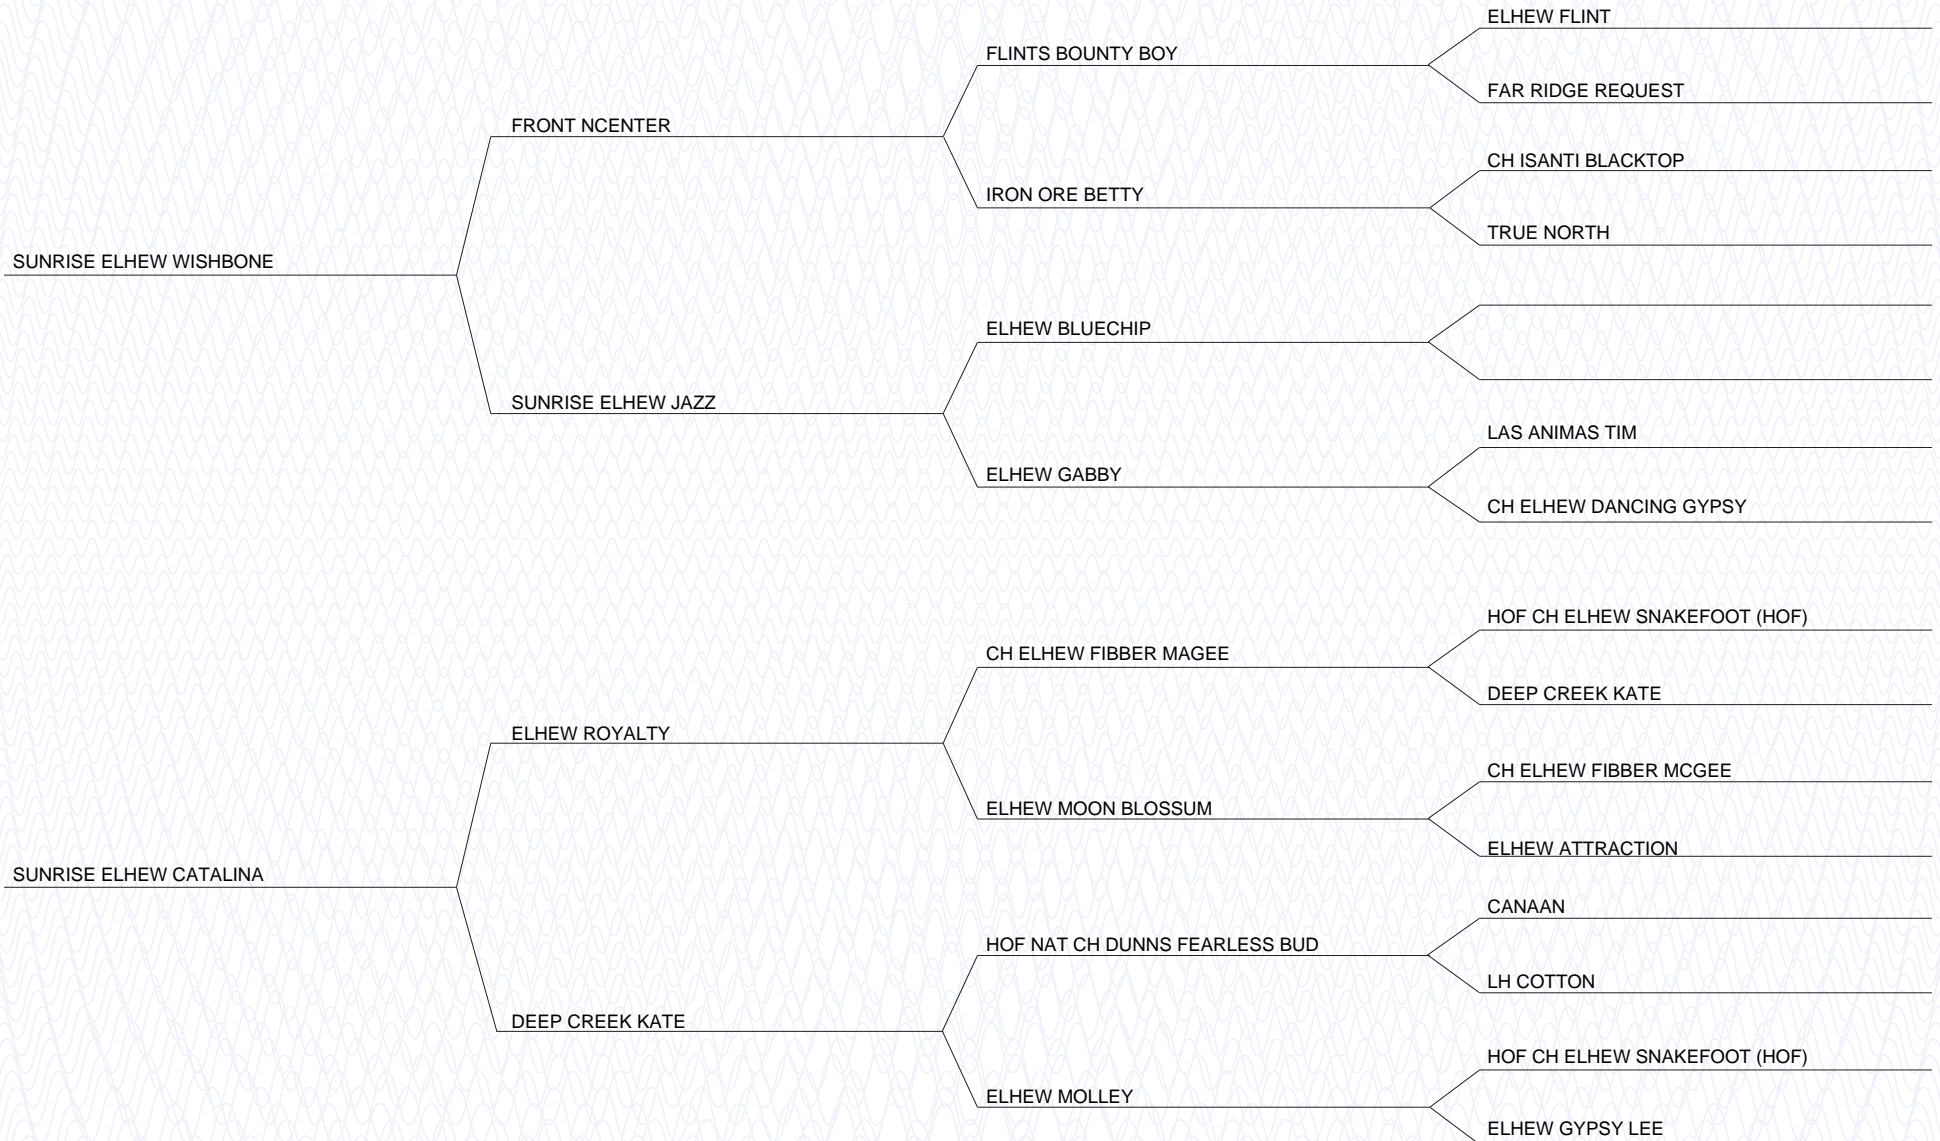 ELHEW FLINT
FLINTS BOUNTY BOY
FAR RIDGE REQUEST
FRONT NCENTER
CH ISANTI BLACKTOP
IRON ORE BETTY
TRUE NORTH
SUNRISE ELHEW WISHBONE
ELHEW BLUECHIP
SUNRISE ELHEW JAZZ
LAS ANIMAS TIM
ELHEW GABBY
CH ELHEW DANCING GYPSY
HOF CH ELHEW SNAKEFOOT (HOF)
CH ELHEW FIBBER MAGEE
DEEP CREEK KATE
ELHEW ROYALTY
CH ELHEW FIBBER MCGEE
ELHEW MOON BLOSSUM
ELHEW ATTRACTION
SUNRISE ELHEW CATALINA
CANAAN
HOF NAT CH DUNNS FEARLESS BUD
LH COTTON
DEEP CREEK KATE
HOF CH ELHEW SNAKEFOOT (HOF)
ELHEW MOLLEY
ELHEW GYPSY LEE